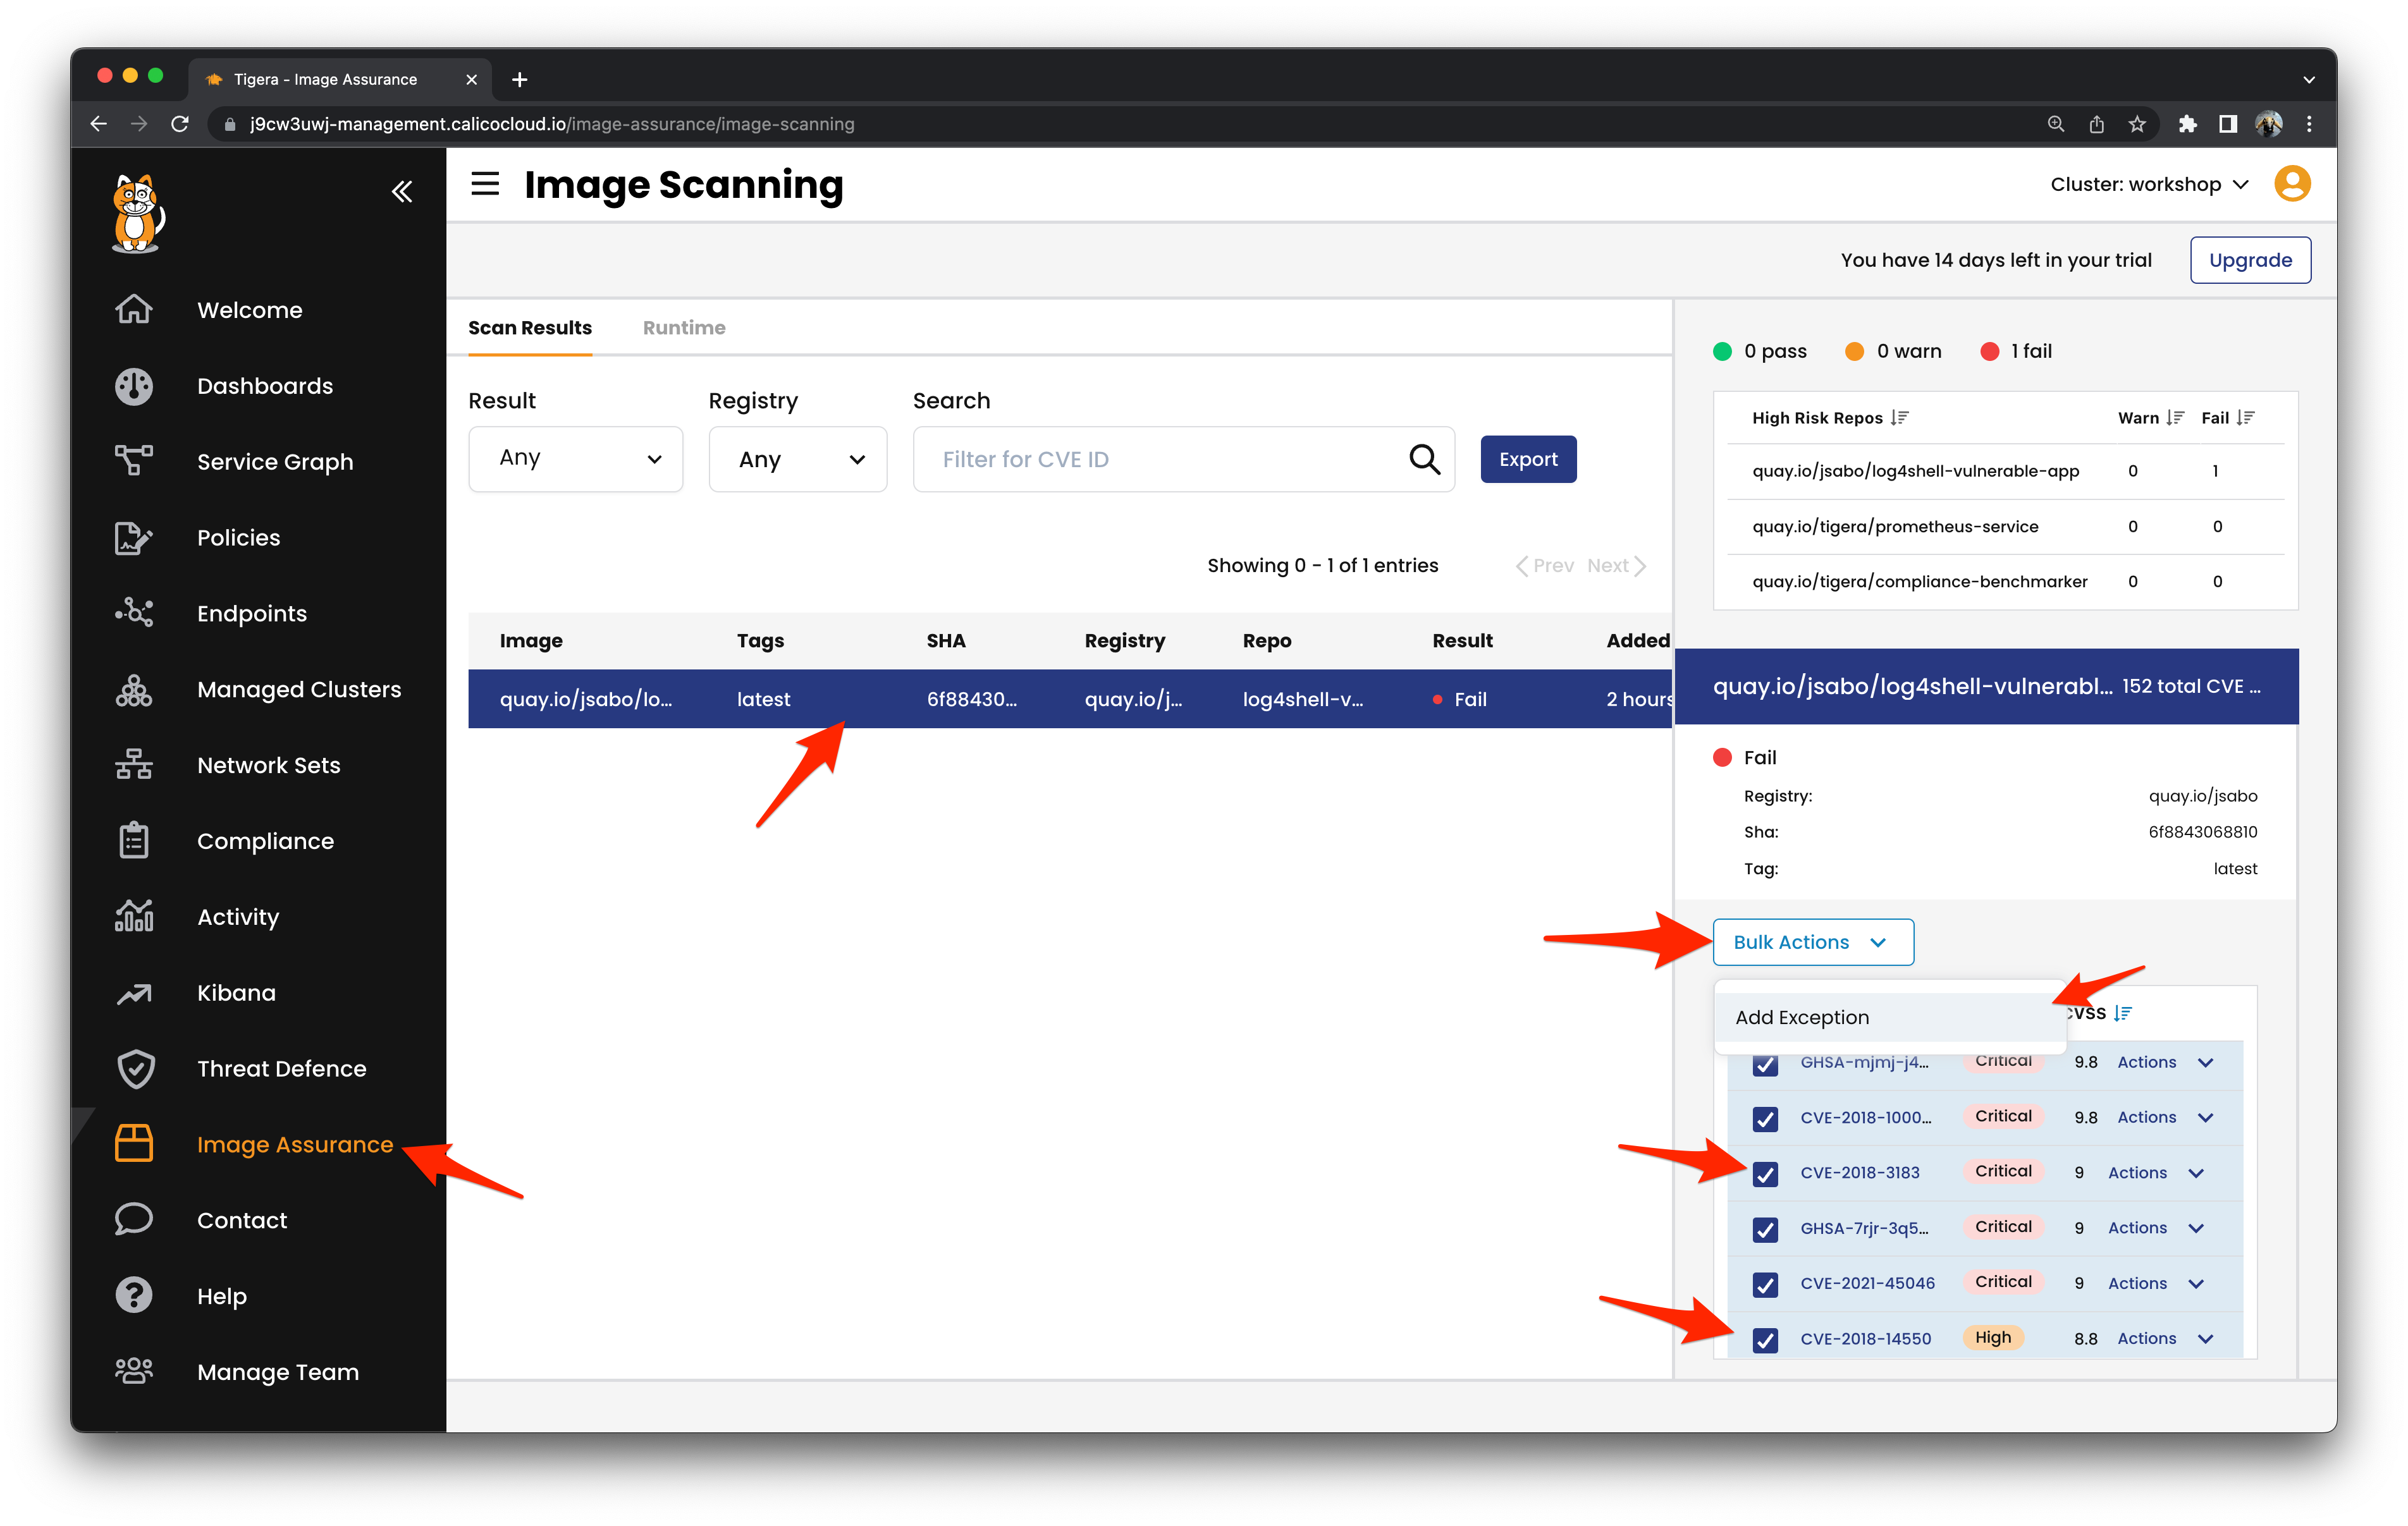 Tigera - Image Assurance
j9cw3uwj-management.calicocloud.io/image-assurance/image-scanning
Image Scanning
Cluster: workshop
You have 14 days left in your trial
Upgrade
Welcome
Dashboards
Service Graph
Policies
Endpoints
Managed Clusters
Network Sets
Compliance
Activity
Kibana
Threat Defence
Image Assurance
Contact
Help
Manage Team
Scan Results Runtime
Result Registry Search
Any Any Filter for CVE ID Export
Showing 0 - 1 of 1 entries Prev Next
Image Tags SHA Registry Repo Result Added
quay.io/jsabo/lo... latest 6f88430... quay.io/j... log4shell-v... Fail 2 hours
0 pass 0 warn 1 fail
High Risk Repos Warn Fail
quay.io/jsabo/log4shell-vulnerable-app 0 1
quay.io/tigera/prometheus-service 0 0
quay.io/tigera/compliance-benchmarker 0 0
quay.io/jsabo/log4shell-vulnerabl... 152 total CVE ...
Fail
Registry: quay.io/jsabo
Sha: 6f8843068810
Tag: latest
Bulk Actions
Add Exception
CVSS
GHSA-mjmj-j4... Critical 9.8 Actions
CVE-2018-1000... Critical 9.8 Actions
CVE-2018-3183 Critical 9 Actions
GHSA-7rjr-3q5... Critical 9 Actions
CVE-2021-45046 Critical 9 Actions
CVE-2018-14550 High 8.8 Actions